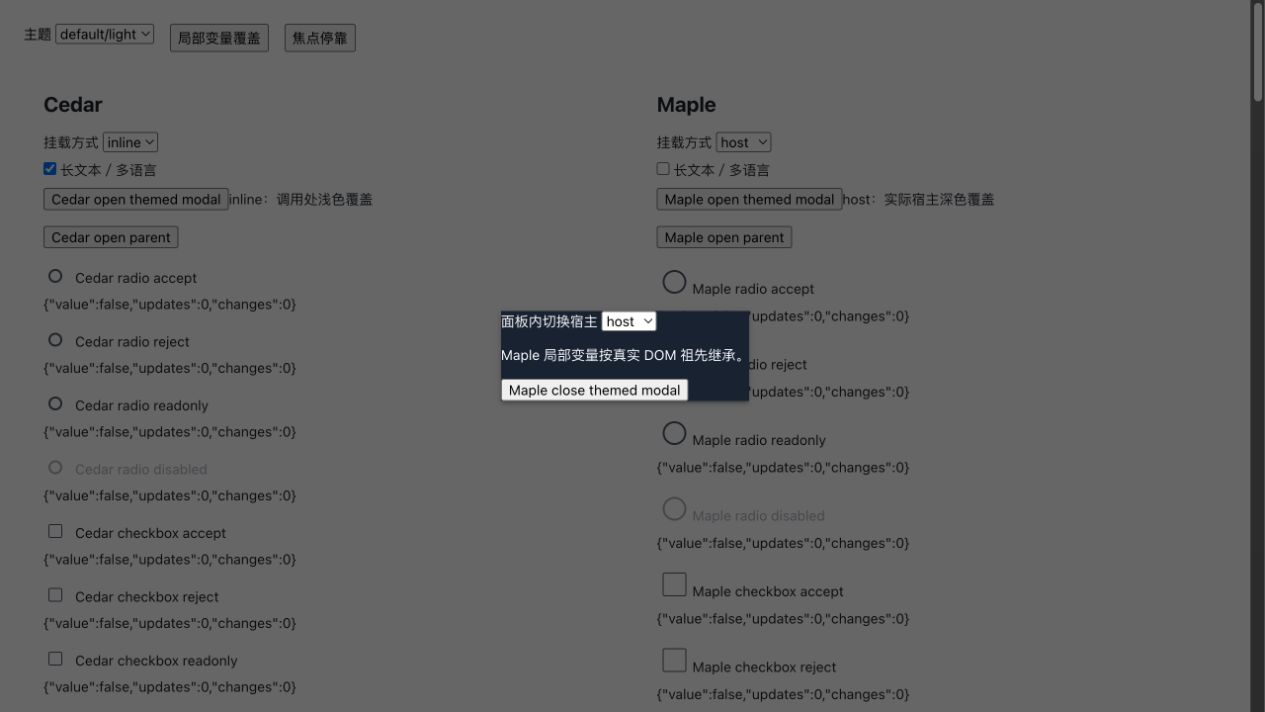 主题 default/light 局部变量覆盖 焦点停靠
Cedar
挂载方式 inline
长文本 / 多语言
Cedar open themed modal inline：调用处浅色覆盖
Cedar open parent
Cedar radio accept
{"value":false,"updates":0,"changes":0}
Cedar radio reject
{"value":false,"updates":0,"changes":0}
Cedar radio readonly
{"value":false,"updates":0,"changes":0}
Cedar radio disabled
{"value":false,"updates":0,"changes":0}
Cedar checkbox accept
{"value":false,"updates":0,"changes":0}
Cedar checkbox reject
{"value":false,"updates":0,"changes":0}
Cedar checkbox readonly
{"value":false,"updates":0,"changes":0}
Maple
挂载方式 host
长文本 / 多语言
Maple open themed modal host：实际宿主深色覆盖
Maple open parent
Maple radio accept
updates":0,"changes":0}
dio reject
updates":0,"changes":0}
Maple radio readonly
{"value":false,"updates":0,"changes":0}
Maple radio disabled
{"value":false,"updates":0,"changes":0}
Maple checkbox accept
{"value":false,"updates":0,"changes":0}
Maple checkbox reject
{"value":false,"updates":0,"changes":0}
面板内切换宿主 host
Maple 局部变量按真实 DOM 祖先继承。
Maple close themed modal